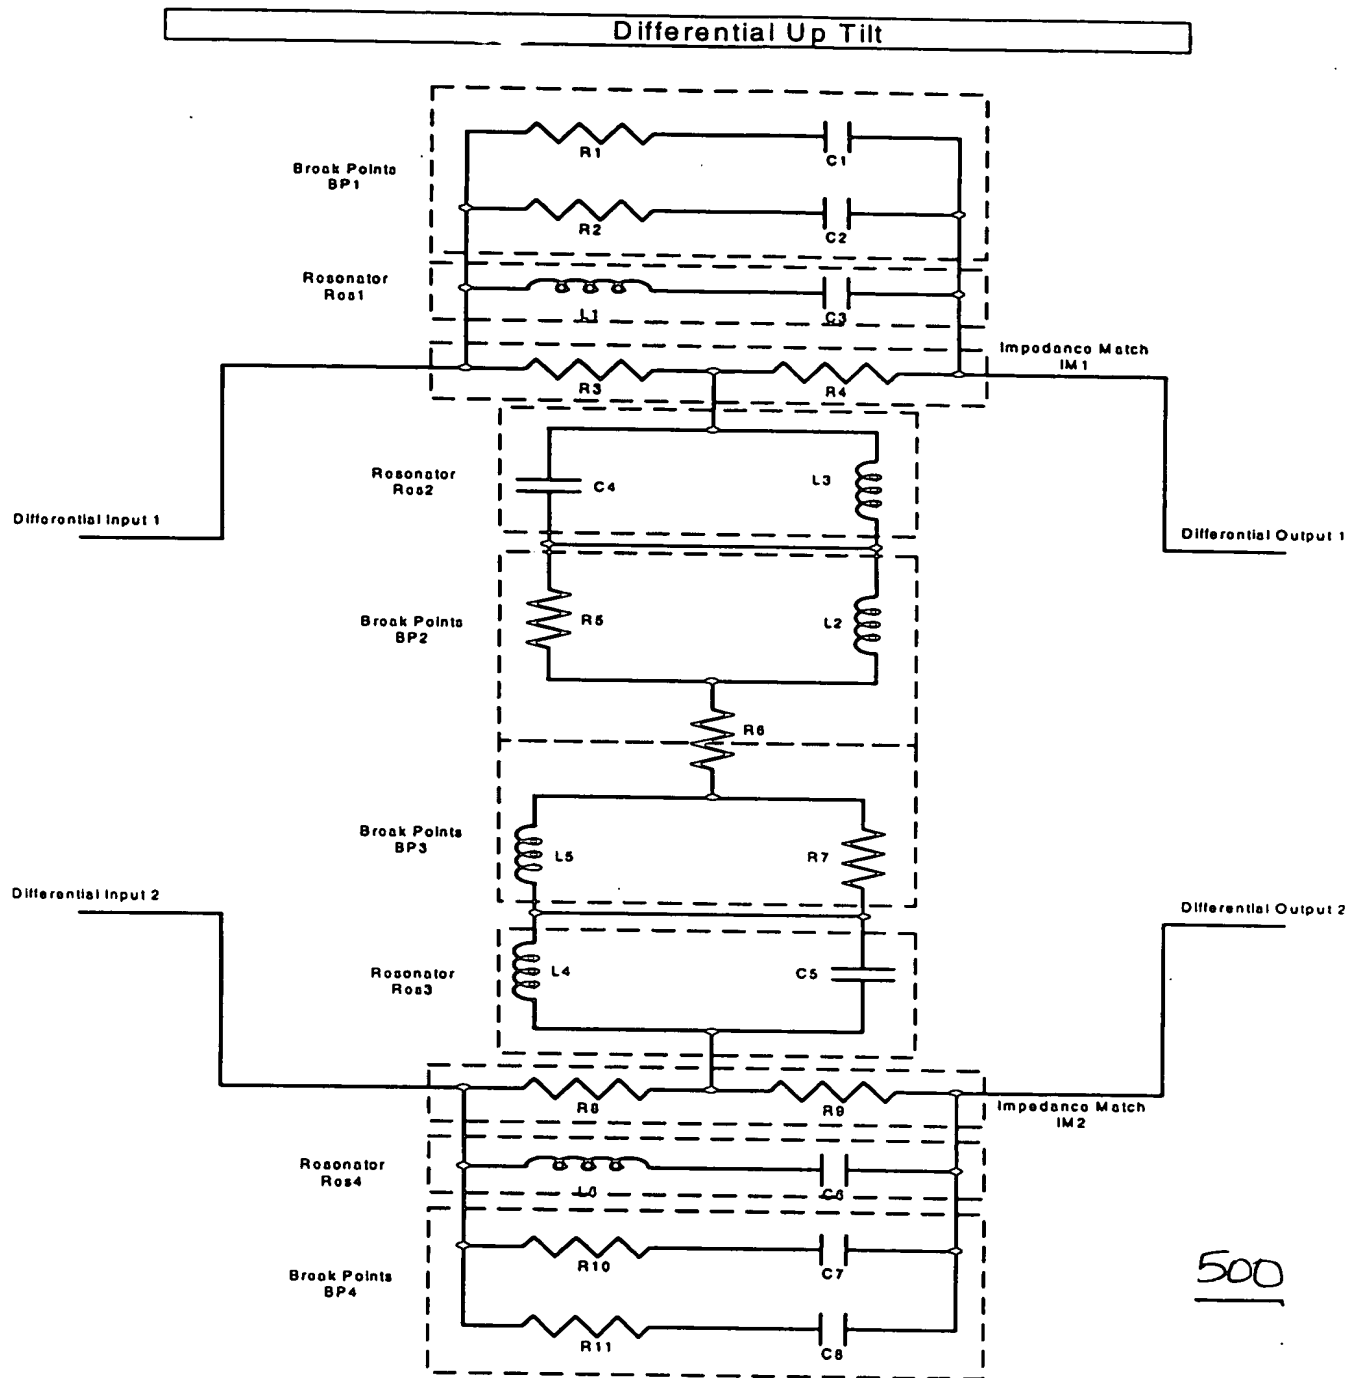 Differential Up Tilt
R1
C1
Break Points
BP1
R2
C2
Resonator
Res1
L1
C3
Impedance Match
IM1
R3
R4
Resonator
Res2
C4
L3
Differential Input 1
Differential Output 1
Break Points
BP2
R5
L2
R6
Break Points
BP3
L5
R7
Differential Input 2
Differential Output 2
Resonator
Res3
L4
C5
R8
R9
Impedance Match
IM2
Resonator
Res4
L6
C6
R10
C7
Break Points
BP4
R11
C8
500